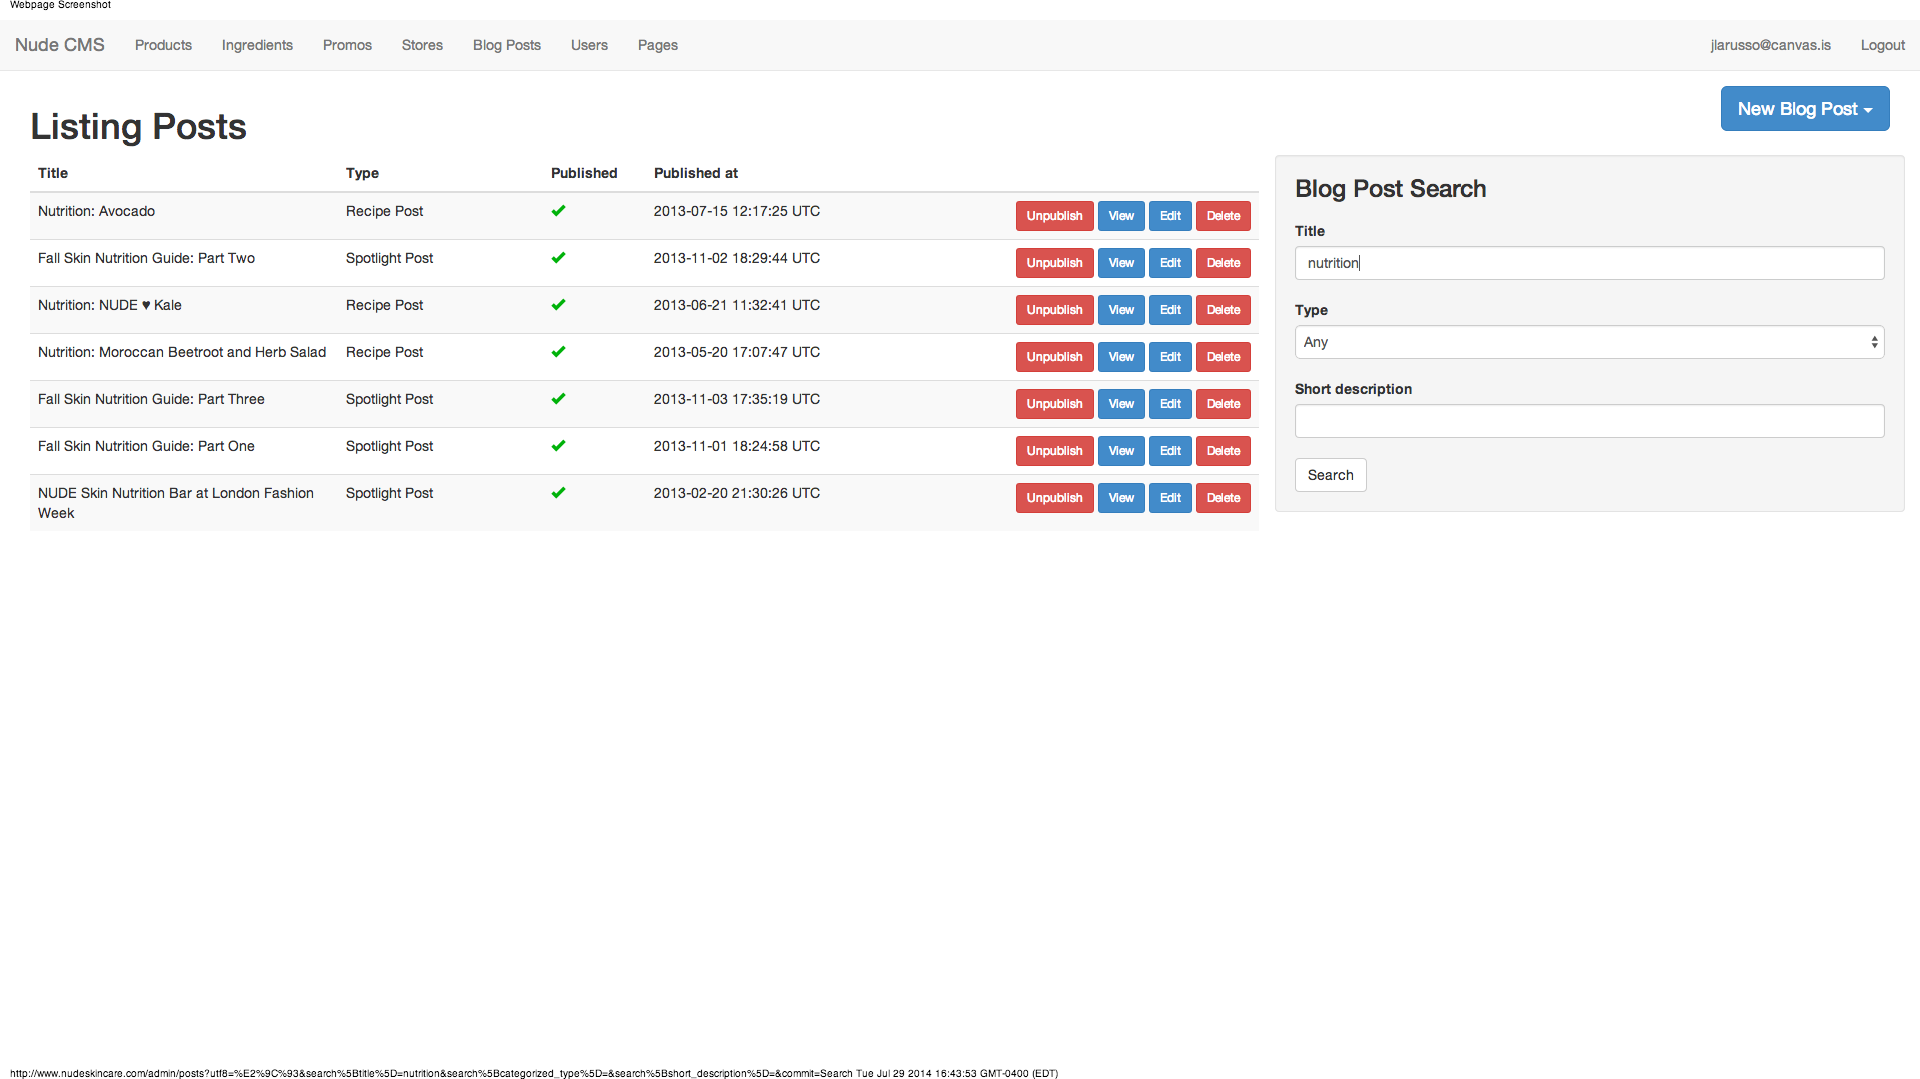 Webpage Screenshot
Nude CMS Products Ingredients Promos Stores Blog Posts Users Pages jlarusso@canvas.is Logout
New Blog Post
Listing Posts
Title Type Published Published at
Nutrition: Avocado Recipe Post ✔ 2013-07-15 12:17:25 UTC Unpublish View Edit Delete
Fall Skin Nutrition Guide: Part Two Spotlight Post ✔ 2013-11-02 18:29:44 UTC Unpublish View Edit Delete
Nutrition: NUDE ♥ Kale Recipe Post ✔ 2013-06-21 11:32:41 UTC Unpublish View Edit Delete
Nutrition: Moroccan Beetroot and Herb Salad Recipe Post ✔ 2013-05-20 17:07:47 UTC Unpublish View Edit Delete
Fall Skin Nutrition Guide: Part Three Spotlight Post ✔ 2013-11-03 17:35:19 UTC Unpublish View Edit Delete
Fall Skin Nutrition Guide: Part One Spotlight Post ✔ 2013-11-01 18:24:58 UTC Unpublish View Edit Delete
NUDE Skin Nutrition Bar at London Fashion Spotlight Post ✔ 2013-02-20 21:30:26 UTC Unpublish View Edit Delete
Week
Blog Post Search
Title
nutrition
Type
Any
Short description
Search
http://www.nudeskincare.com/admin/posts?utf8=%E2%9C%93&search%5Btitle%5D=nutrition&search%5Bcategorized_type%5D=&search%5Bshort_description%5D=&commit=Search Tue Jul 29 2014 16:43:53 GMT-0400 (EDT)